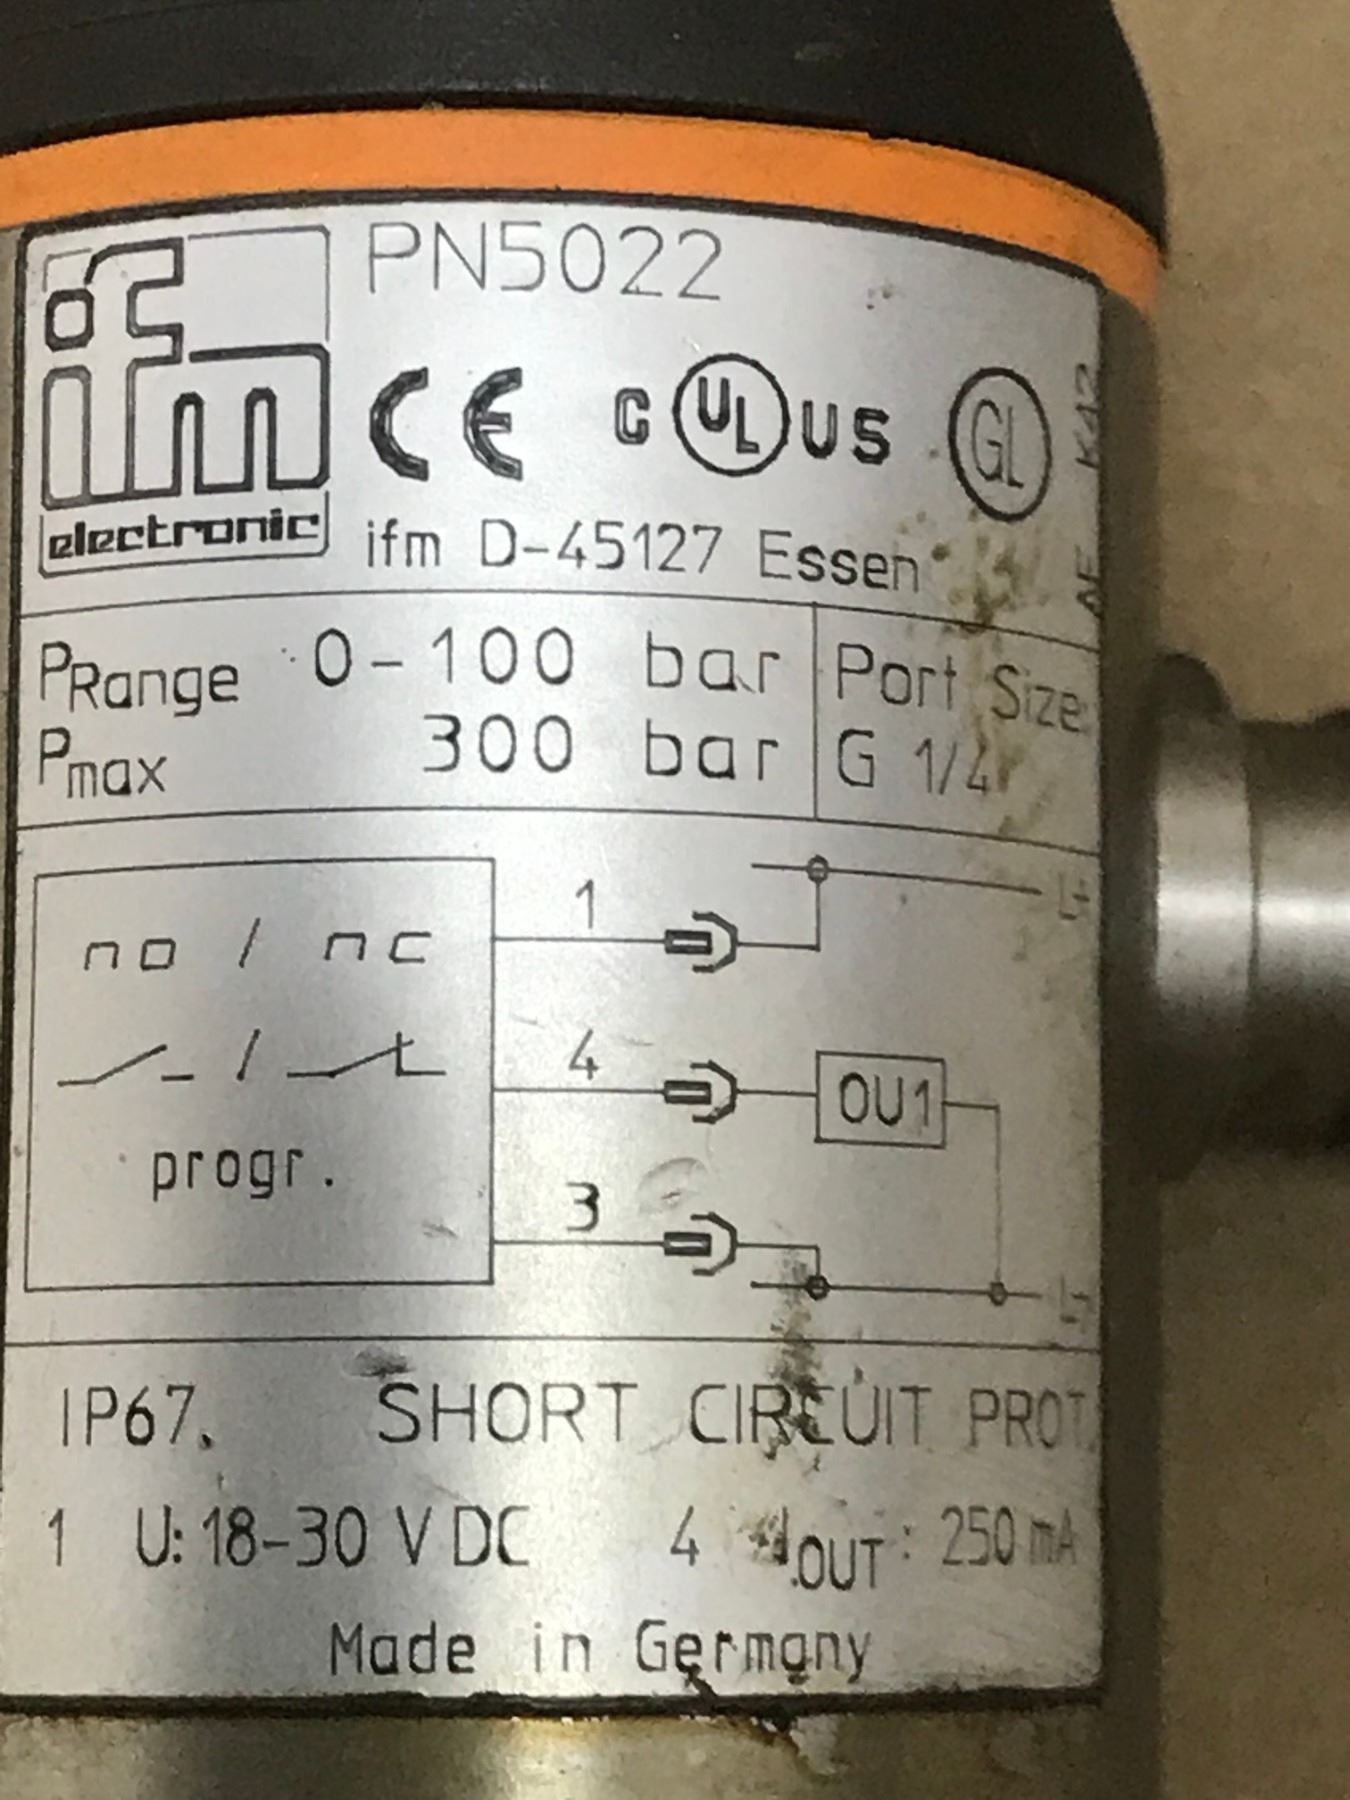 PN5022
ifm
electronic
CE C UL US GL
ifm D-45127 Essen
PRange 0-100 bar
Pmax 300 bar
Port Size:
G 1/4
no / nc
progr.
1
4
OU1
3
IP67. SHORT CIRCUIT PROT.
1 U: 18-30 V DC 4 IOUT: 250 mA
Made in Germany
K12